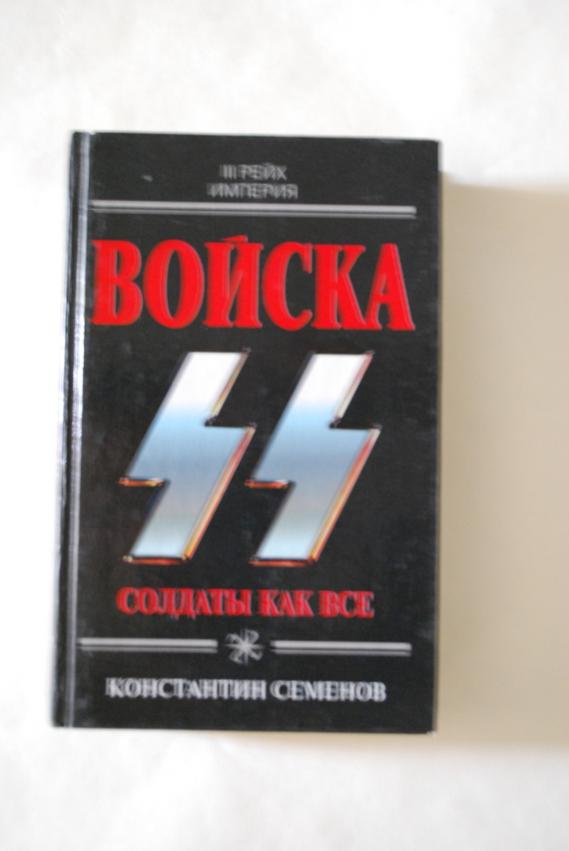 III РЕЙХ
ИМПЕРИЯ
ВОЙСКА
СОЛДАТЫ КАК ВСЕ
КОНСТАНТИН СЕМЕНОВ